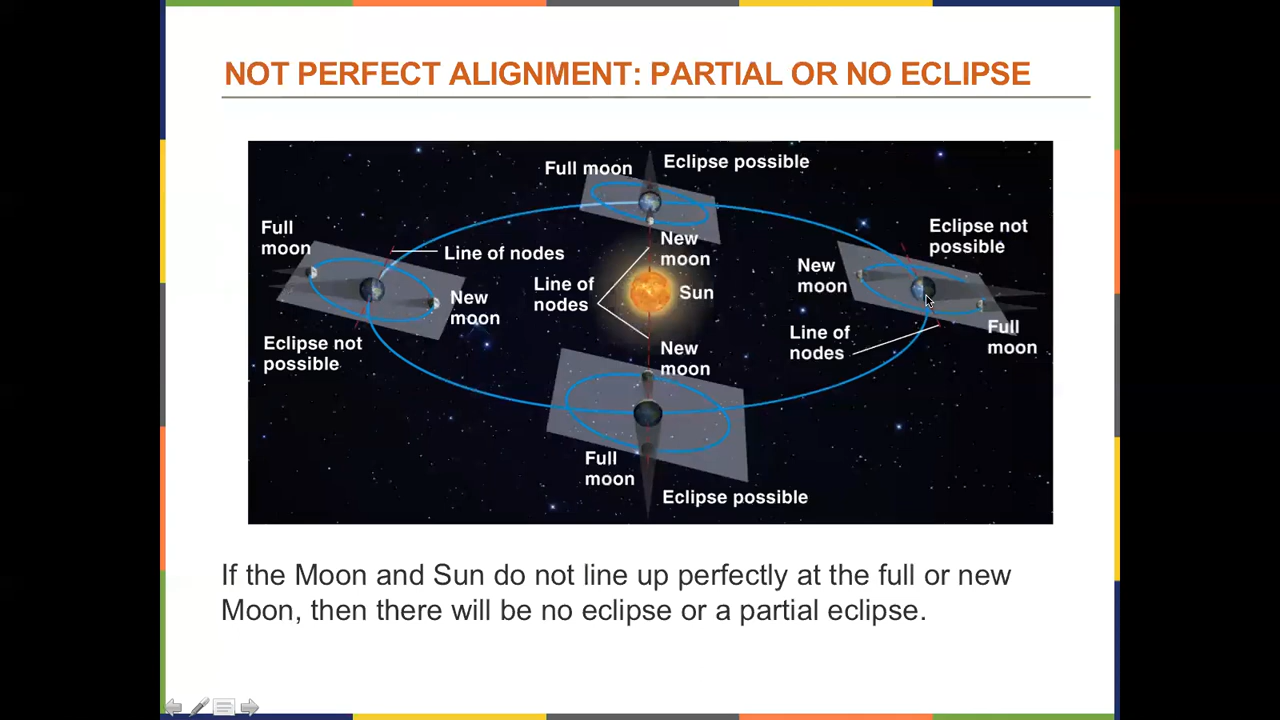 NOT PERFECT ALIGNMENT: PARTIAL OR NO ECLIPSE
Full moon
Eclipse possible
Full
moon
Line of nodes
New
moon
Eclipse not
possible
New
moon
Line of
nodes
Sun
New
moon
Full
moon
Eclipse possible
Eclipse not
possible
New
moon
Line of
nodes
Full
moon
If the Moon and Sun do not line up perfectly at the full or new
Moon, then there will be no eclipse or a partial eclipse.